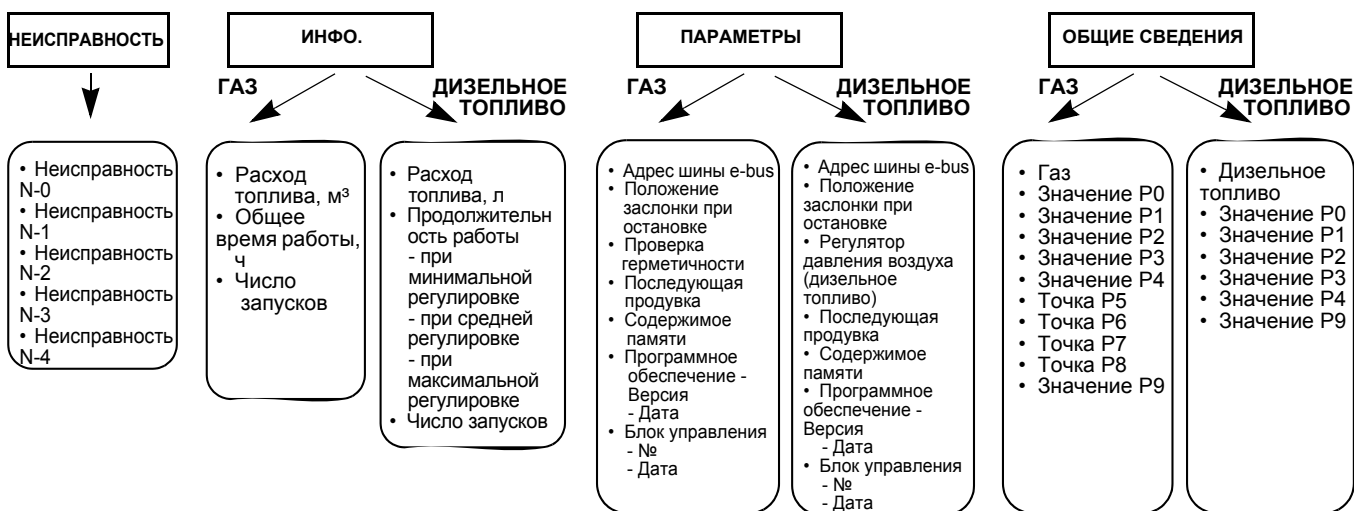 НЕИСПРАВНОСТЬ
ИНФО.
ПАРАМЕТРЫ
ОБЩИЕ СВЕДЕНИЯ
ГАЗ
ДИЗЕЛЬНОЕ
ТОПЛИВО
ГАЗ
ДИЗЕЛЬНОЕ
ТОПЛИВО
ГАЗ
ДИЗЕЛЬНОЕ
ТОПЛИВО
• Неисправность
N-0
• Неисправность
N-1
• Неисправность
N-2
• Неисправность
N-3
• Неисправность
N-4
• Расход
топлива, м³
• Общее
время работы,
ч
• Число
запусков
• Расход
топлива, л
• Продолжительн
ость работы
- при
минимальной
регулировке
- при средней
регулировке
- при
максимальной
регулировке
• Число запусков
• Адрес шины e-bus
• Положение
заслонки при
остановке
• Проверка
герметичности
• Последующая
продувка
• Содержимое
памяти
• Программное
обеспечение -
Версия
- Дата
• Блок управления
- №
- Дата
• Адрес шины e-bus
• Положение
заслонки при
остановке
• Регулятор
давления воздуха
(дизельное
топливо)
• Последующая
продувка
• Содержимое
памяти
• Программное
обеспечение -
Версия
- Дата
• Блок управления
- №
- Дата
• Газ
• Значение P0
• Значение P1
• Значение P2
• Значение P3
• Значение P4
• Точка P5
• Точка P6
• Точка P7
• Точка P8
• Значение P9
• Дизельное
топливо
• Значение P0
• Значение P1
• Значение P2
• Значение P3
• Значение P4
• Значение P9